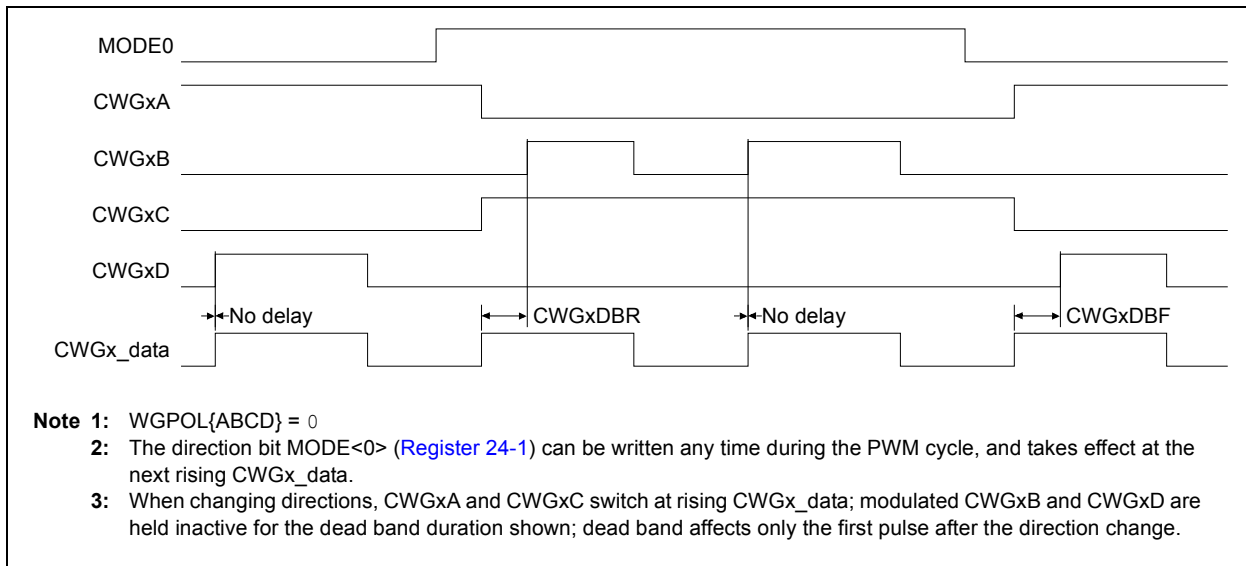 MODE0
CWGxA
CWGxB
CWGxC
CWGxD
No delay CWGxDBR No delay CWGxDBF
CWGx_data
Note 1: WGPOL{ABCD} = 0
2: The direction bit MODE<0> (Register 24-1) can be written any time during the PWM cycle, and takes effect at the
next rising CWGx_data.
3: When changing directions, CWGxA and CWGxC switch at rising CWGx_data; modulated CWGxB and CWGxD are
held inactive for the dead band duration shown; dead band affects only the first pulse after the direction change.